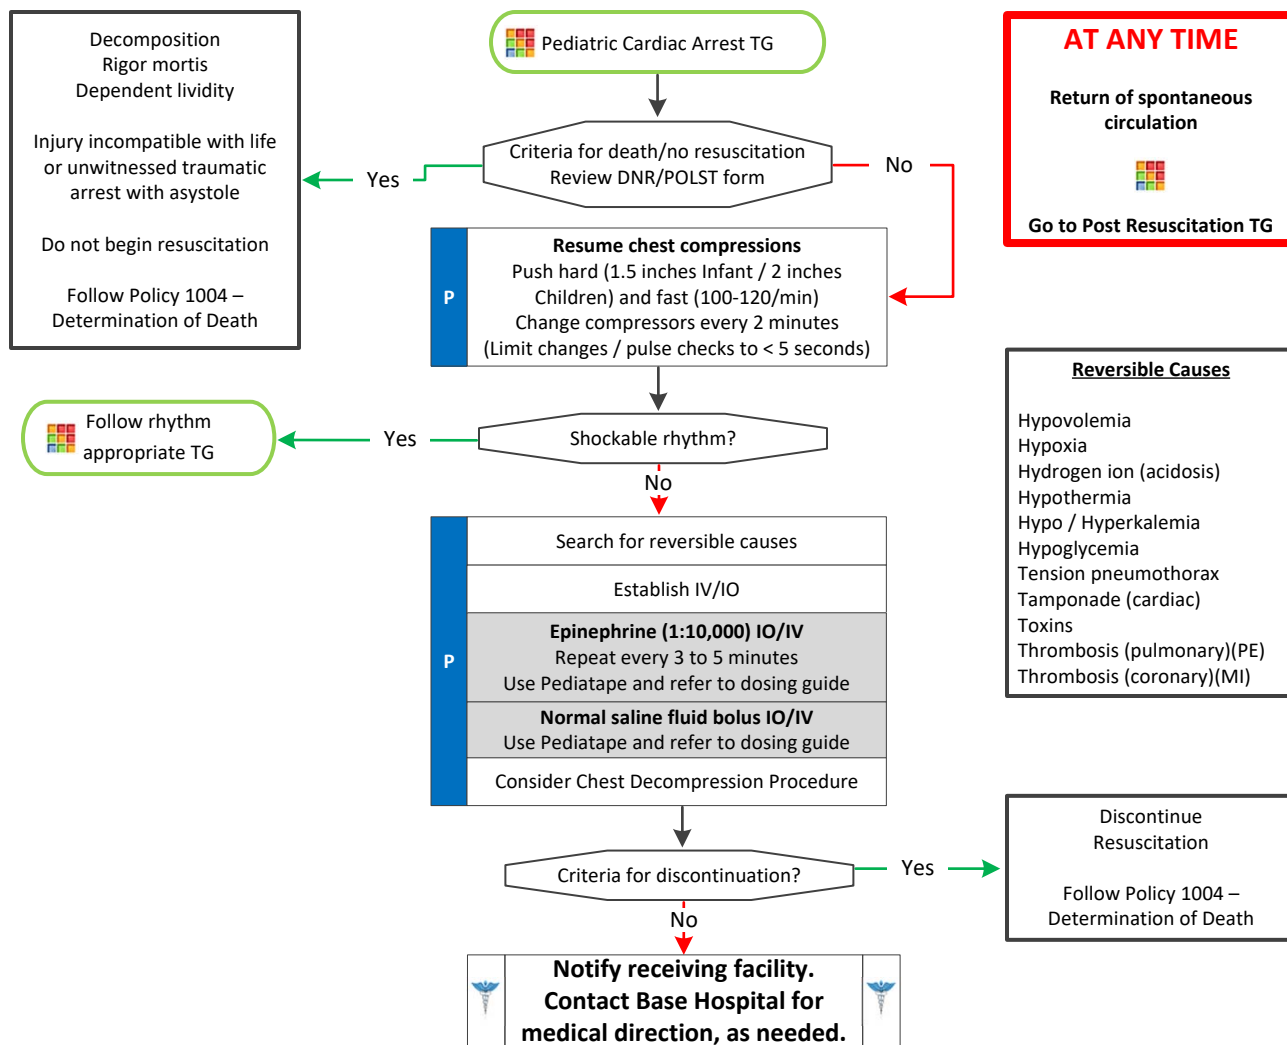 Pediatric Cardiac Arrest TG
Decomposition
Rigor mortis
Dependent lividity
Injury incompatible with life
or unwitnessed traumatic
arrest with asystole
Do not begin resuscitation
Follow Policy 1004 –
Determination of Death
AT ANY TIME
Return of spontaneous
circulation
Go to Post Resuscitation TG
Criteria for death/no resuscitation
Review DNR/POLST form
Yes
No
P
Resume chest compressions
Push hard (1.5 inches Infant / 2 inches
Children) and fast (100-120/min)
Change compressors every 2 minutes
(Limit changes / pulse checks to < 5 seconds)
Shockable rhythm?
Yes
Follow rhythm
appropriate TG
No
Reversible Causes
Hypovolemia
Hypoxia
Hydrogen ion (acidosis)
Hypothermia
Hypo / Hyperkalemia
Hypoglycemia
Tension pneumothorax
Tamponade (cardiac)
Toxins
Thrombosis (pulmonary)(PE)
Thrombosis (coronary)(MI)
P
Search for reversible causes
Establish IV/IO
Epinephrine (1:10,000) IO/IV
Repeat every 3 to 5 minutes
Use Pediatape and refer to dosing guide
Normal saline fluid bolus IO/IV
Use Pediatape and refer to dosing guide
Consider Chest Decompression Procedure
Criteria for discontinuation?
Yes
Discontinue
Resuscitation
Follow Policy 1004 –
Determination of Death
No
Notify receiving facility.
Contact Base Hospital for
medical direction, as needed.